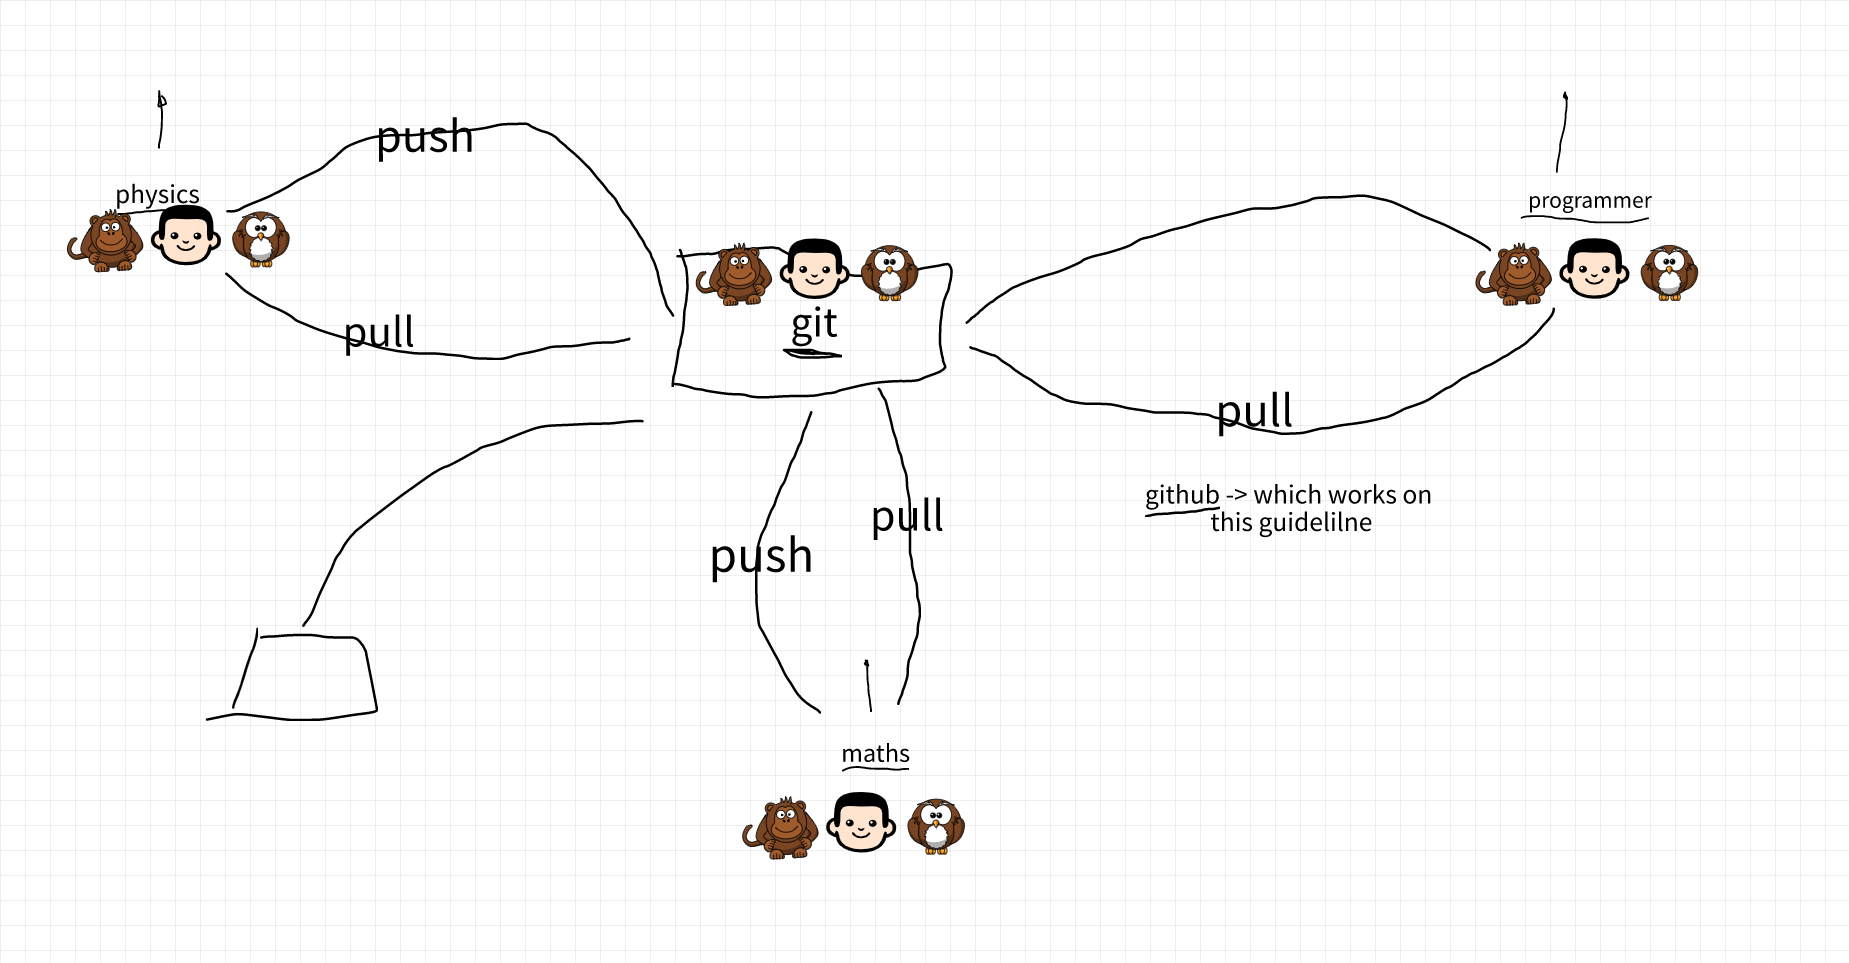 push
physics
programmer
git
pull
pull
github -> which works on
this guidelilne
pull
push
maths